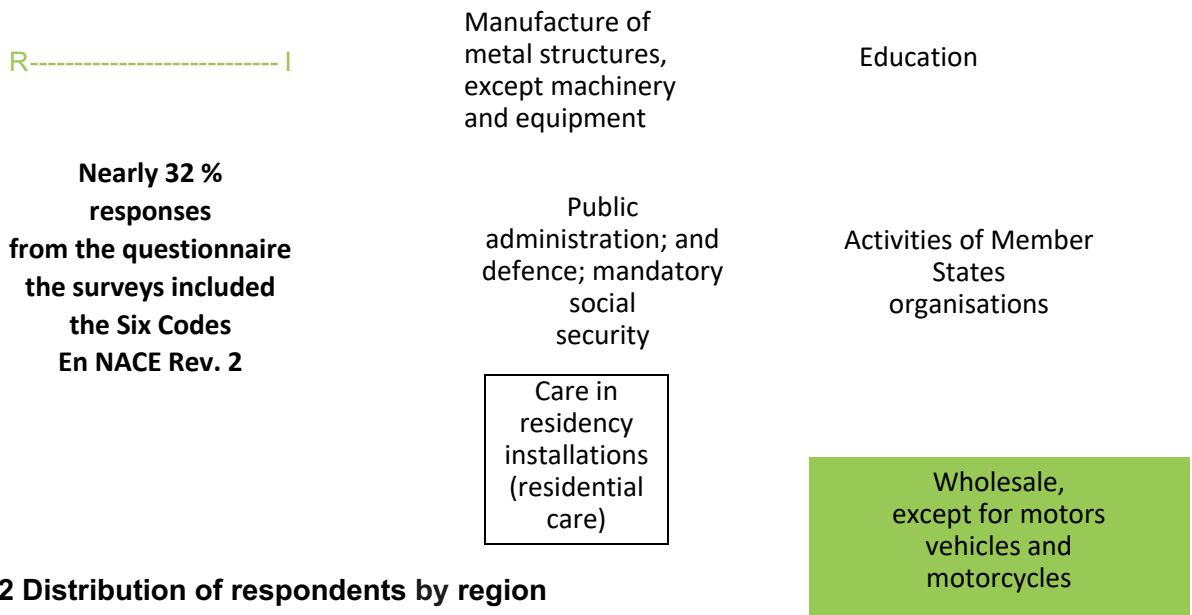 R---------------------------- I
Nearly 32 %
responses
from the questionnaire
the surveys included
the Six Codes
En NACE Rev. 2
Manufacture of
metal structures,
except machinery
and equipment
Education
Public
administration; and
defence; mandatory
social
security
Activities of Member
States
organisations
Care in
residency
installations
(residential
care)
Wholesale,
except for motors
vehicles and
motorcycles
2 Distribution of respondents by region